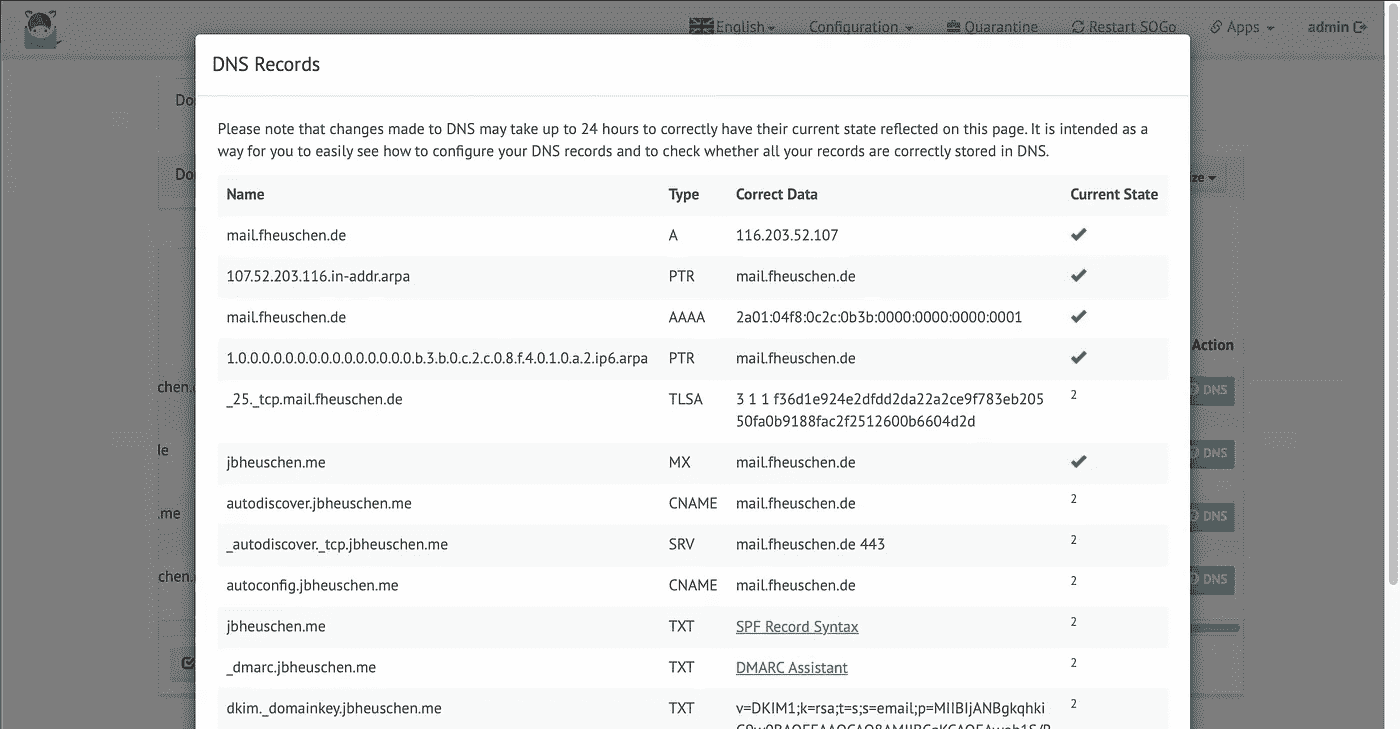 English Configuration Quarantine Restart SOGo Apps admin
DNS Records
Do
Please note that changes made to DNS may take up to 24 hours to correctly have their current state reflected on this page. It is intended as a
way for you to easily see how to configure your DNS records and to check whether all your records are correctly stored in DNS.
Do
ze
Name Type Correct Data Current State
mail.fheuschen.de A 116.203.52.107
107.52.203.116.in-addr.arpa PTR mail.fheuschen.de
mail.fheuschen.de AAAA 2a01:04f8:0c2c:0b3b:0000:0000:0000:0001
Action
1.0.0.0.0.0.0.0.0.0.0.0.0.0.0.0.b.3.b.0.c.2.c.0.8.f.4.0.1.0.a.2.ip6.arpa PTR mail.fheuschen.de
chen.
DNS
_25._tcp.mail.fheuschen.de TLSA 3 1 1 f36d1e924e2dfdd2da22a2ce9f783eb205 2
50fa0b9188fac2f2512600b6604d2d
le
DNS
jbheuschen.me MX mail.fheuschen.de
autodiscover.jbheuschen.me CNAME mail.fheuschen.de 2
.me
DNS
_autodiscover._tcp.jbheuschen.me SRV mail.fheuschen.de 443 2
chen.
DNS
autoconfig.jbheuschen.me CNAME mail.fheuschen.de 2
jbheuschen.me TXT SPF Record Syntax 2
_dmarc.jbheuschen.me TXT DMARC Assistant 2
dkim._domainkey.jbheuschen.me TXT v=DKIM1;k=rsa;t=s;s=email;p=MIIBIjANBgkqhki 2